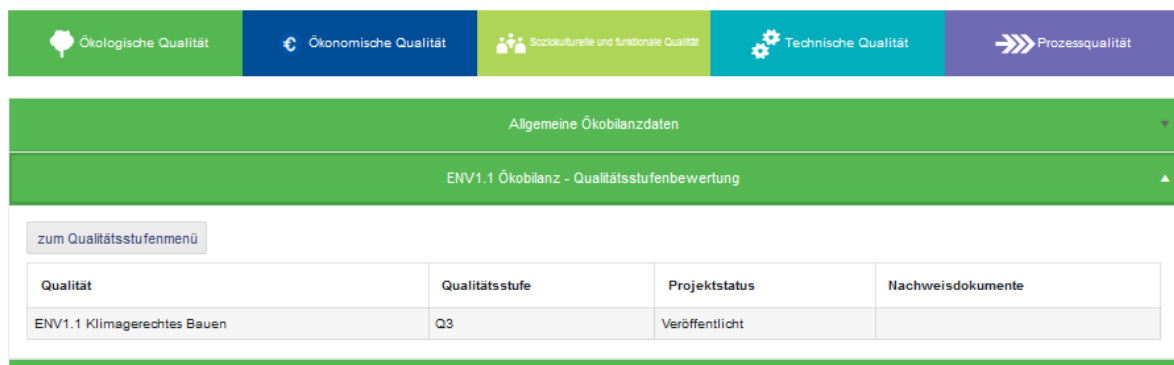 Ökologische Qualität
€ Ökonomische Qualität
Soziokulturelle und funktionale Qualität
Technische Qualität
Prozessqualität
Allgemeine Ökobilanzdaten
ENV1.1 Ökobilanz - Qualitätsstufenbewertung
zum Qualitätsstufenmenü
Qualität Qualitätsstufe Projektstatus Nachweisdokumente
ENV1.1 Klimagerechtes Bauen Q3 Veröffentlicht